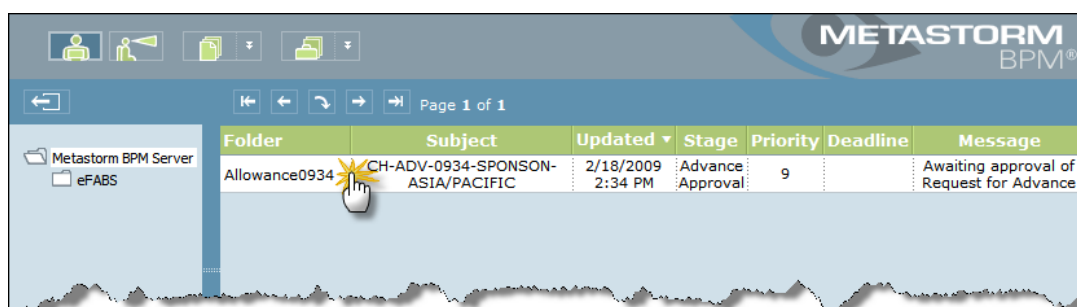 METASTORM
BPM®
Page 1 of 1
Metastorm BPM Server
eFABS
Folder Subject Updated Stage Priority Deadline Message
Allowance0934 CH-ADV-0934-SPONSON- 2/18/2009 Advance 9 Awaiting approval of
ASIA/PACIFIC 2:34 PM Approval Request for Advance